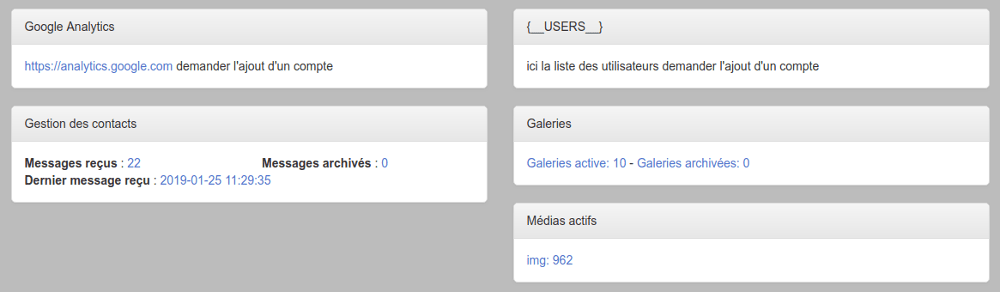 Google Analytics
https://analytics.google.com demander l'ajout d'un compte
Gestion des contacts
Messages reçus : 22 Messages archivés : 0
Dernier message reçu : 2019-01-25 11:29:35
{__USERS__}
ici la liste des utilisateurs demander l'ajout d'un compte
Galeries
Galeries active: 10 - Galeries archivées: 0
Médias actifs
img: 962